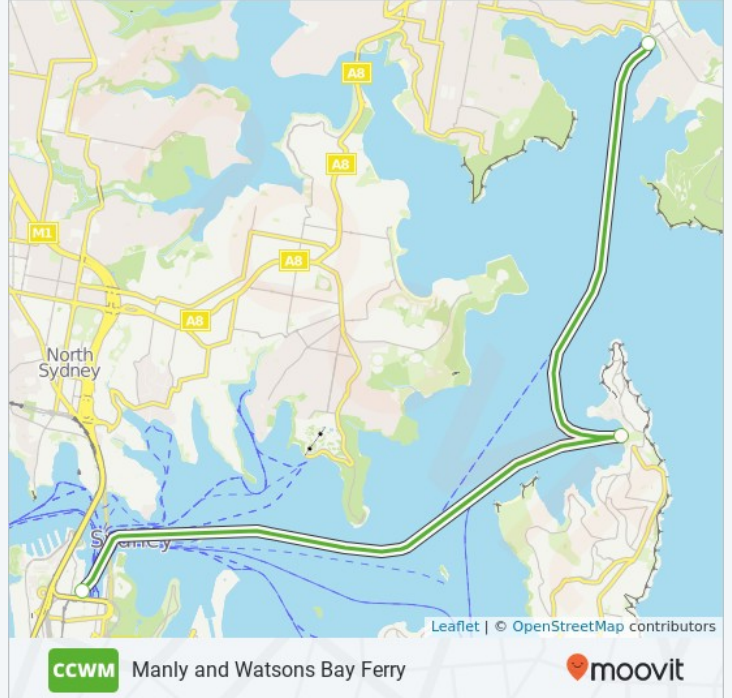 A8
A8
M1
A8
A8
North
Sydney
Sydney
Leaflet | © OpenStreetMap contributors
CCWM Manly and Watsons Bay Ferry
moovit